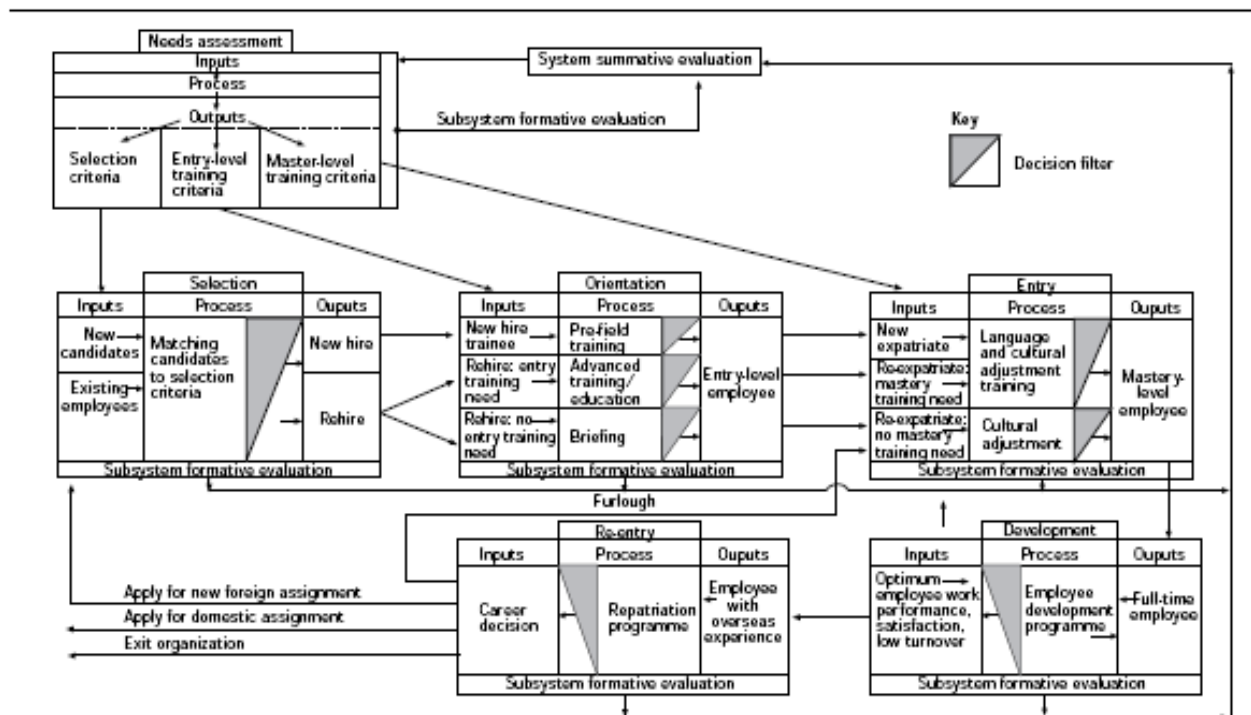 Needs assessment
Inputs
Process
Outputs
Selection
criteria
Entry-level
training
criteria
Master-level
training criteria
System summative evaluation
Subsystem formative evaluation
Key
Decision filter
Selection
Inputs
Process
Ouputs
New
candidates
Existing
employees
Matching
candidates
to selection
criteria
New hire
Rehire
Subsystem formative evaluation
Orientation
Inputs
Process
Ouputs
New hire
trainee
Pre-field
training
Rehire: entry
training
need
Advanced
training/
education
Rehire: no
entry training
need
Briefing
Entry-level
employee
Subsystem formative evaluation
Entry
Inputs
Process
Ouputs
New
expatriate
Re-expatriate:
mastery
training need
Language
and cultural
adjustment
training
Re-expatriate:
no mastery
training need
Cultural
adjustment
Mastery-
level
employee
Subsystem formative evaluation
Furlough
Re-entry
Inputs
Process
Ouputs
Career
decision
Repatriation
programme
Employee
with
overseas
experience
Subsystem formative evaluation
Apply for new foreign assignment
Apply for domestic assignment
Exit organization
Development
Inputs
Process
Ouputs
Optimum
employee work
performance,
satisfaction,
low turnover
Employee
development
programme
Full-time
employee
Subsystem formative evaluation